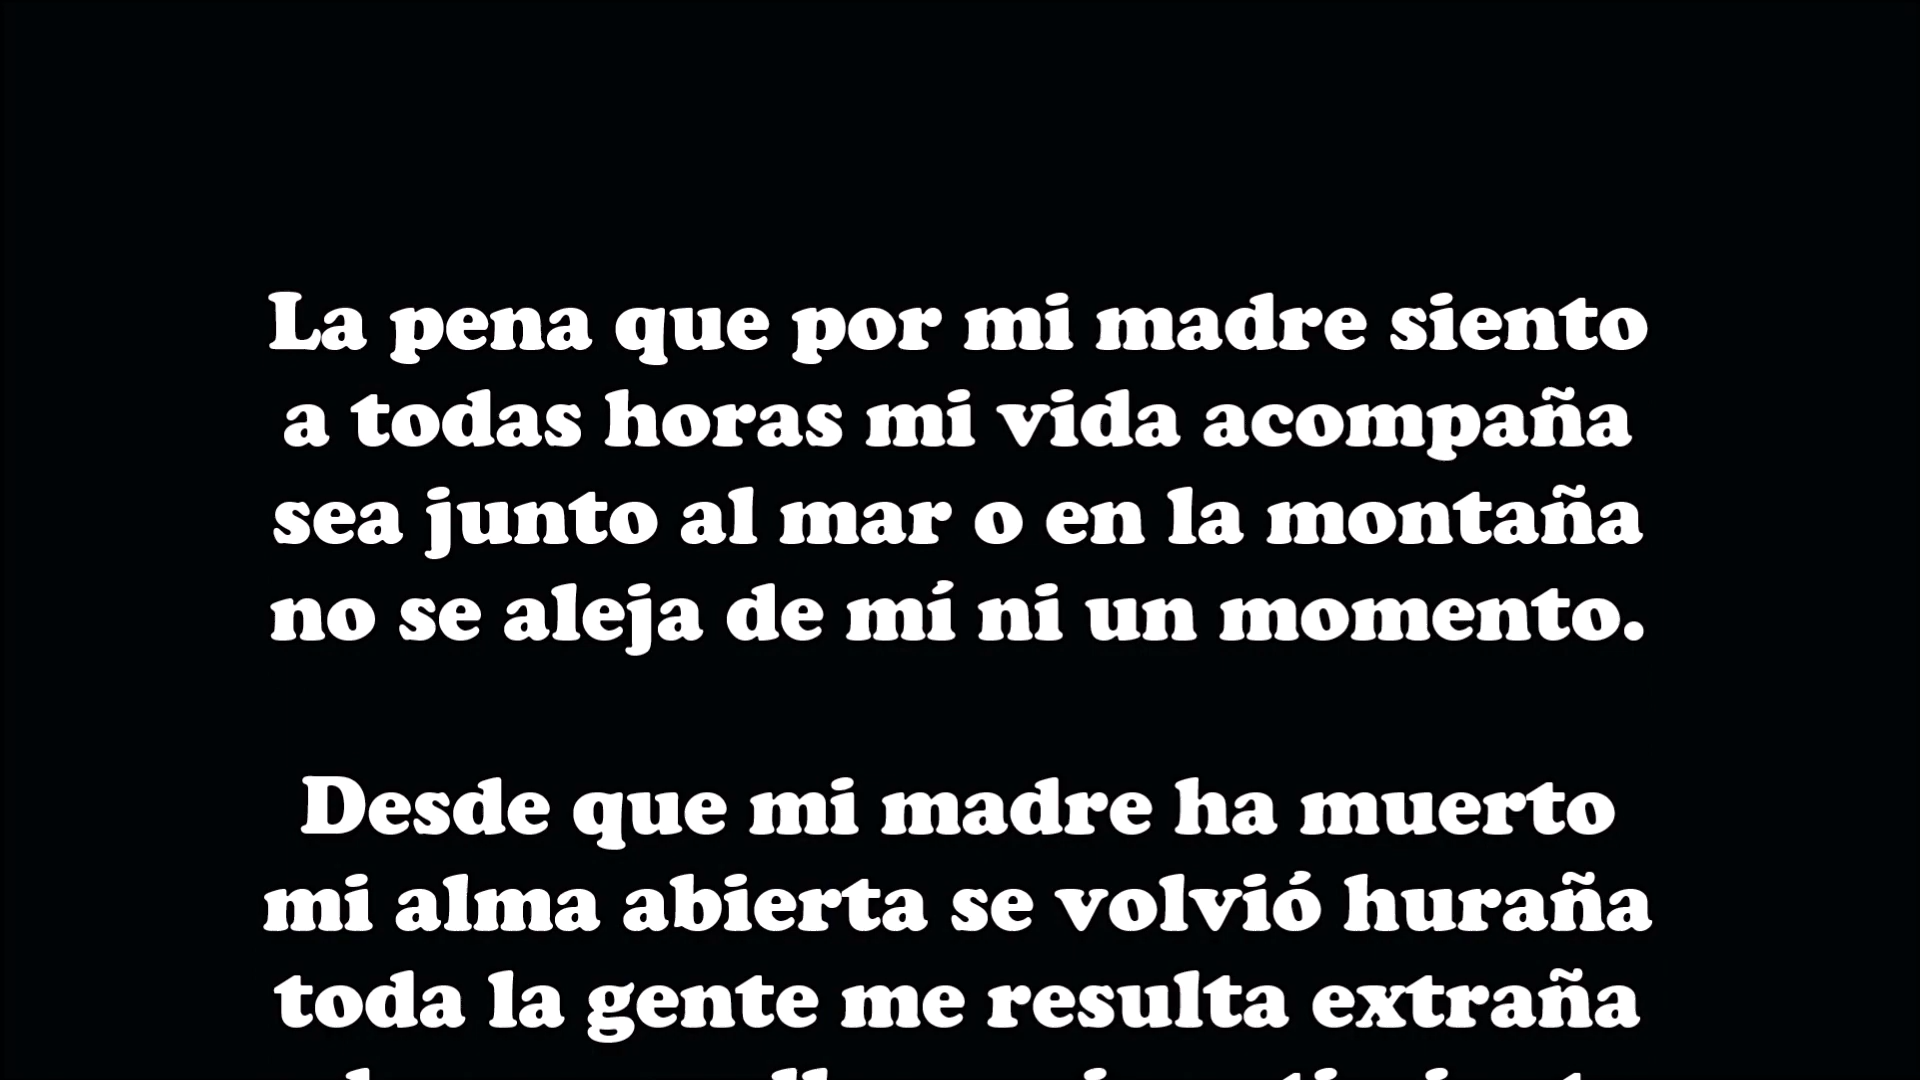 La pena que por mi madre siento
a todas horas mi vida acompaña
sea junto al mar o en la montaña
no se aleja de mí ni un momento.
Desde que mi madre ha muerto
mi alma abierta se volvió huraña
toda la gente me resulta extraña